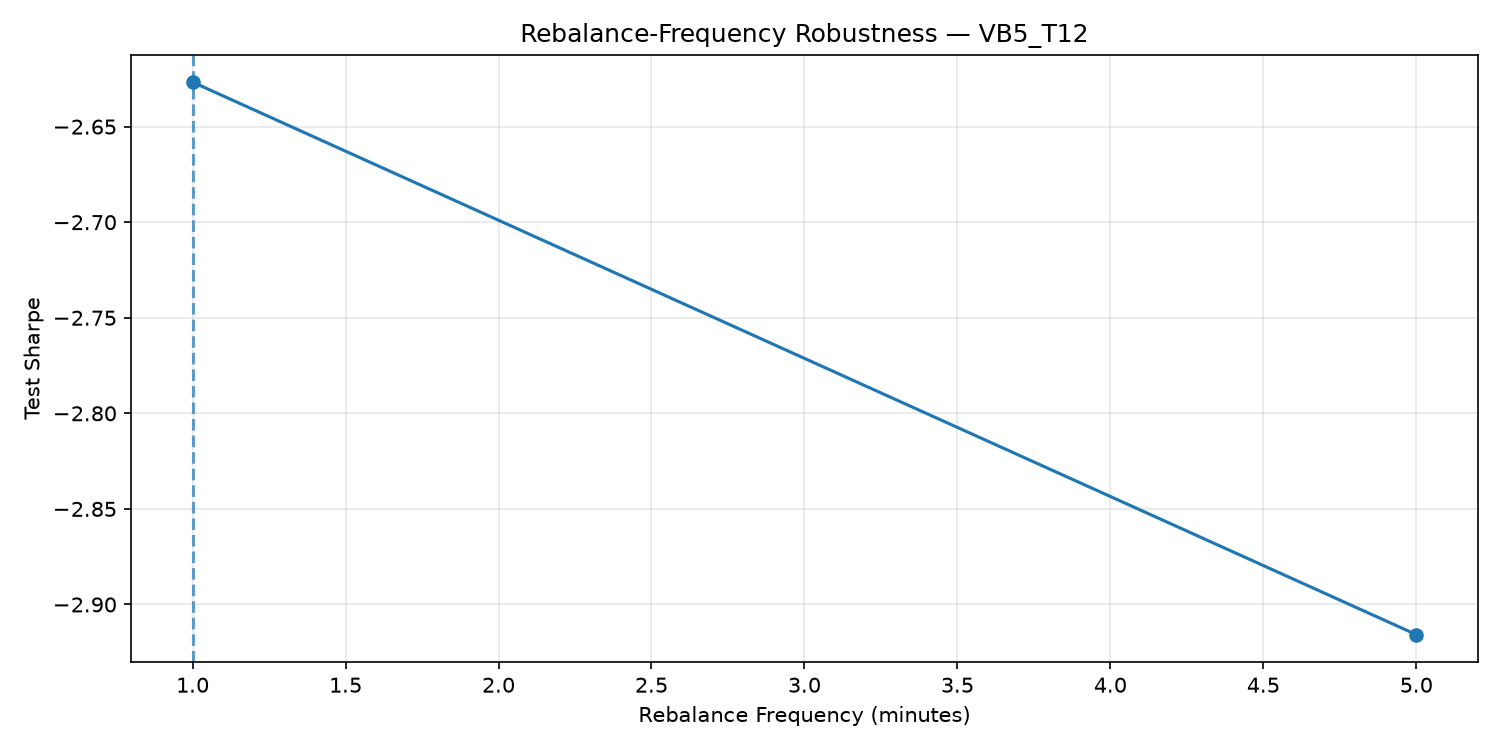 Rebalance-Frequency Robustness — VB5_T12
Test Sharpe
−2.65
−2.70
−2.75
−2.80
−2.85
−2.90
1.0 1.5 2.0 2.5 3.0 3.5 4.0 4.5 5.0
Rebalance Frequency (minutes)